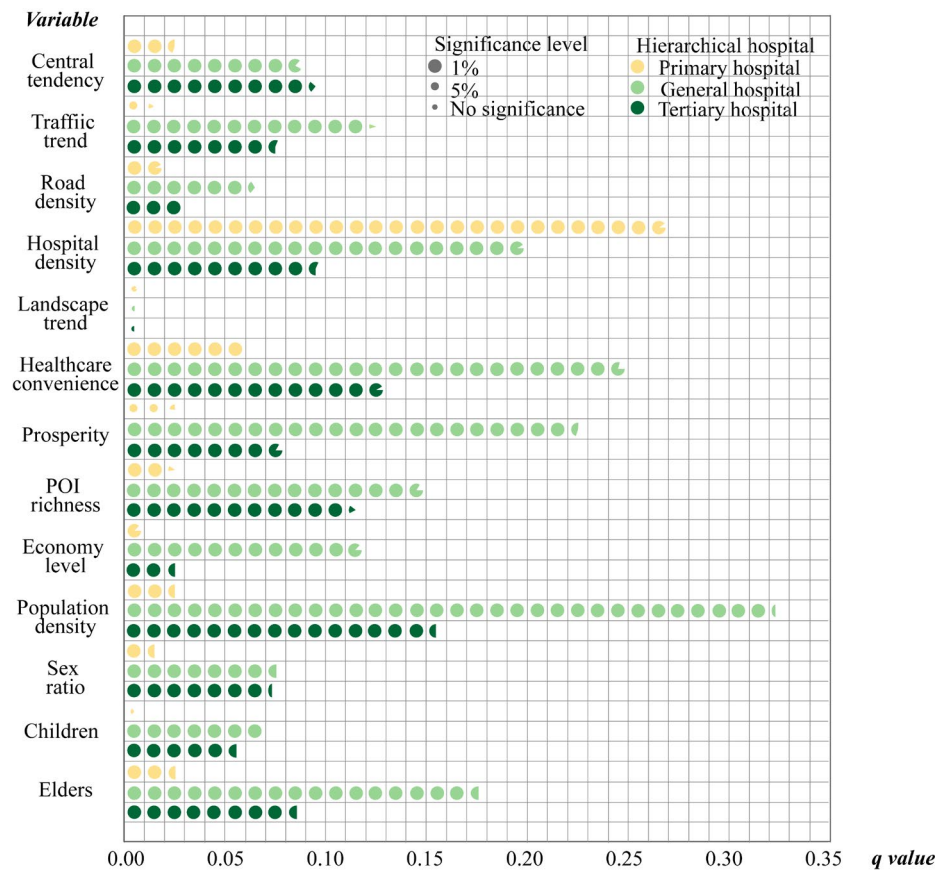 Variable
Significance level
Hierarchical hospital
1%
Primary hospital
5%
General hospital
No significance
Tertiary hospital
Central
tendency
Traffiic
trend
Road
density
Hospital
density
Landscape
trend
Healthcare
convenience
Prosperity
POI
richness
Economy
level
Population
density
Sex
ratio
Children
Elders
0.00 0.05 0.10 0.15 0.20 0.25 0.30 0.35 q value